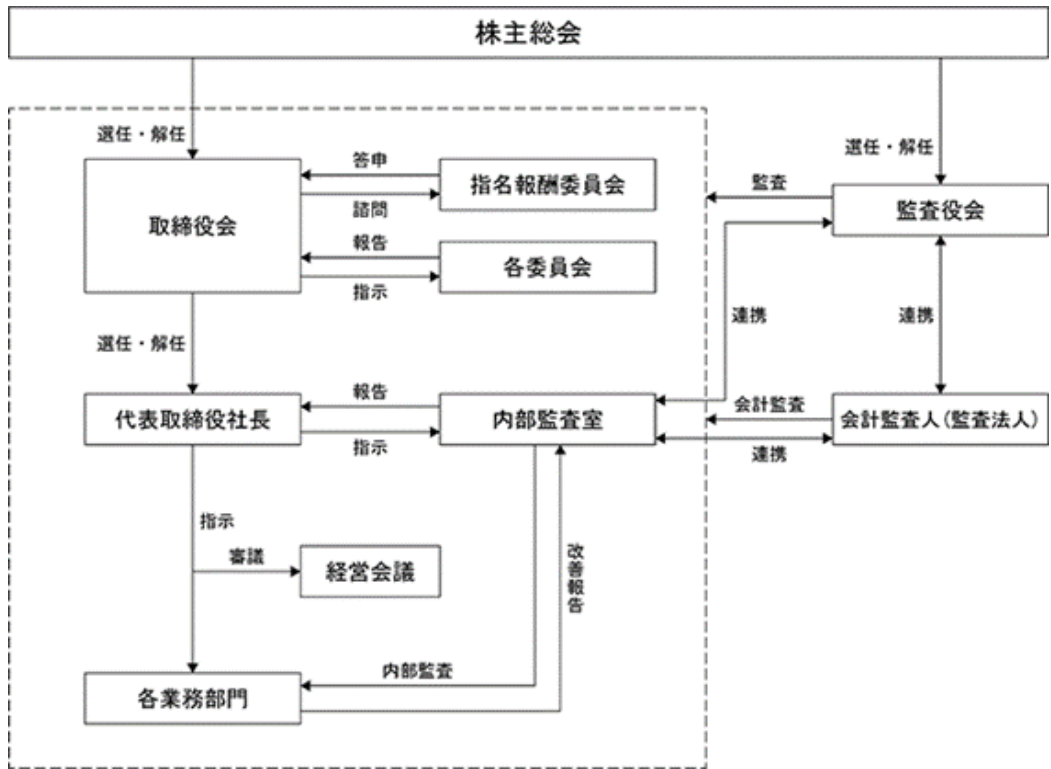 株主総会
選任・解任
選任・解任
答申
指名報酬委員会
諮問
監査
監査役会
取締役会
報告
各委員会
指示
連携
連携
選任・解任
報告
代表取締役社長
内部監査室
会計監査
会計監査人(監査法人)
指示
連携
指示
審議
経営会議
改善報告
内部監査
各業務部門